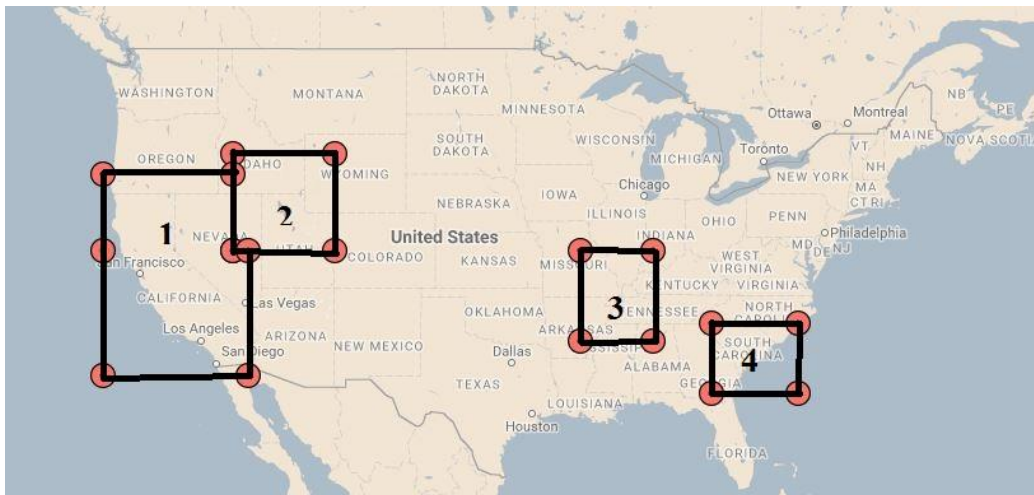 WASHINGTON
MONTANA
NORTH
DAKOTA
MINNESOTA
Ottawa
Montreal
NB
PE
NOVA SCOTI
MAINE
VT
NH
MA
CT RI
OREGON
IDAHO
WYOMING
SOUTH
DAKOTA
WISCONSIN
MICHIGAN
Toronto
NEW YORK
Chicago
IOWA
NEBRASKA
ILLINOIS
INDIANA
OHIO
PENN
Philadelphia
MD
DE
NJ
1
2
NEVADA
UTAH
COLORADO
United States
KANSAS
MISSOURI
WEST
VIRGINIA
KENTUCKY
VIRGINIA
San Francisco
CALIFORNIA
Las Vegas
Los Angeles
San Diego
ARIZONA
NEW MEXICO
OKLAHOMA
ARKANSAS
3
TENNESSEE
NORTH
CAROLINA
SOUTH
CAROLINA
4
Dallas
TEXAS
MISSISSIPPI
ALABAMA
GEORGIA
LOUISIANA
Houston
FLORIDA